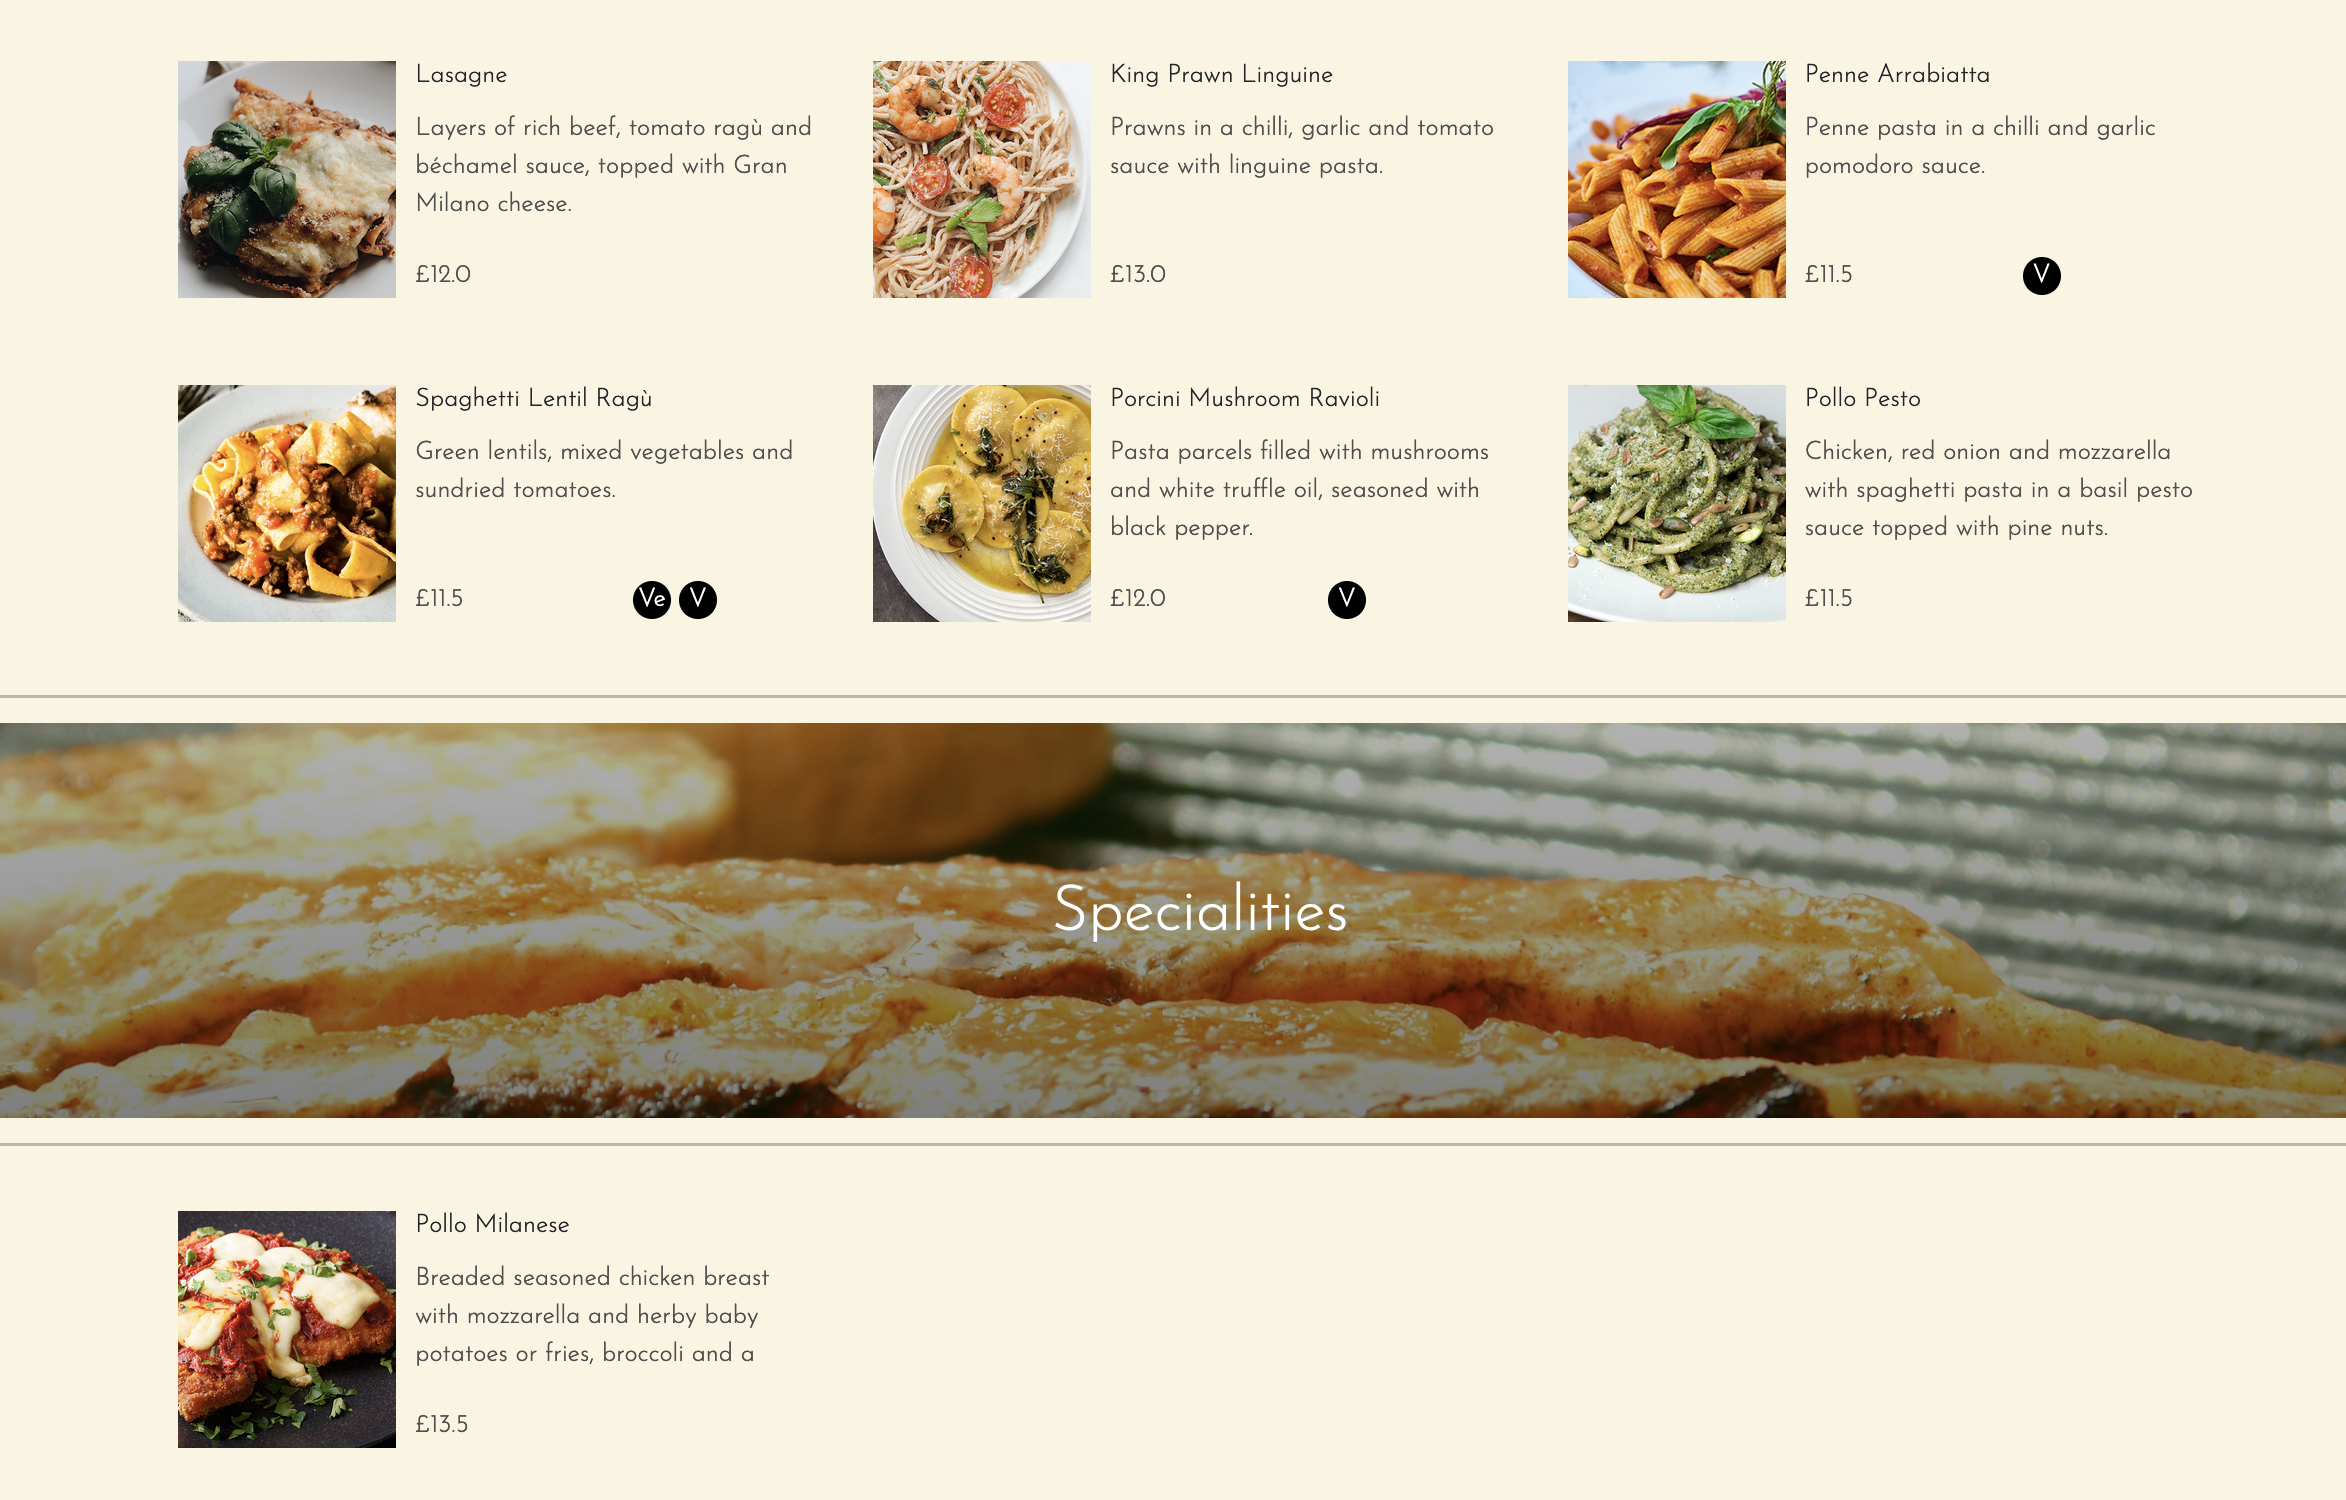 Lasagne
Layers of rich beef, tomato ragù and
béchamel sauce, topped with Gran
Milano cheese.
£12.0
King Prawn Linguine
Prawns in a chilli, garlic and tomato
sauce with linguine pasta.
£13.0
Penne Arrabiatta
Penne pasta in a chilli and garlic
pomodoro sauce.
£11.5 V
Spaghetti Lentil Ragù
Green lentils, mixed vegetables and
sundried tomatoes.
£11.5 Ve V
Porcini Mushroom Ravioli
Pasta parcels filled with mushrooms
and white truffle oil, seasoned with
black pepper.
£12.0 V
Pollo Pesto
Chicken, red onion and mozzarella
with spaghetti pasta in a basil pesto
sauce topped with pine nuts.
£11.5
Specialities
Pollo Milanese
Breaded seasoned chicken breast
with mozzarella and herby baby
potatoes or fries, broccoli and a
£13.5